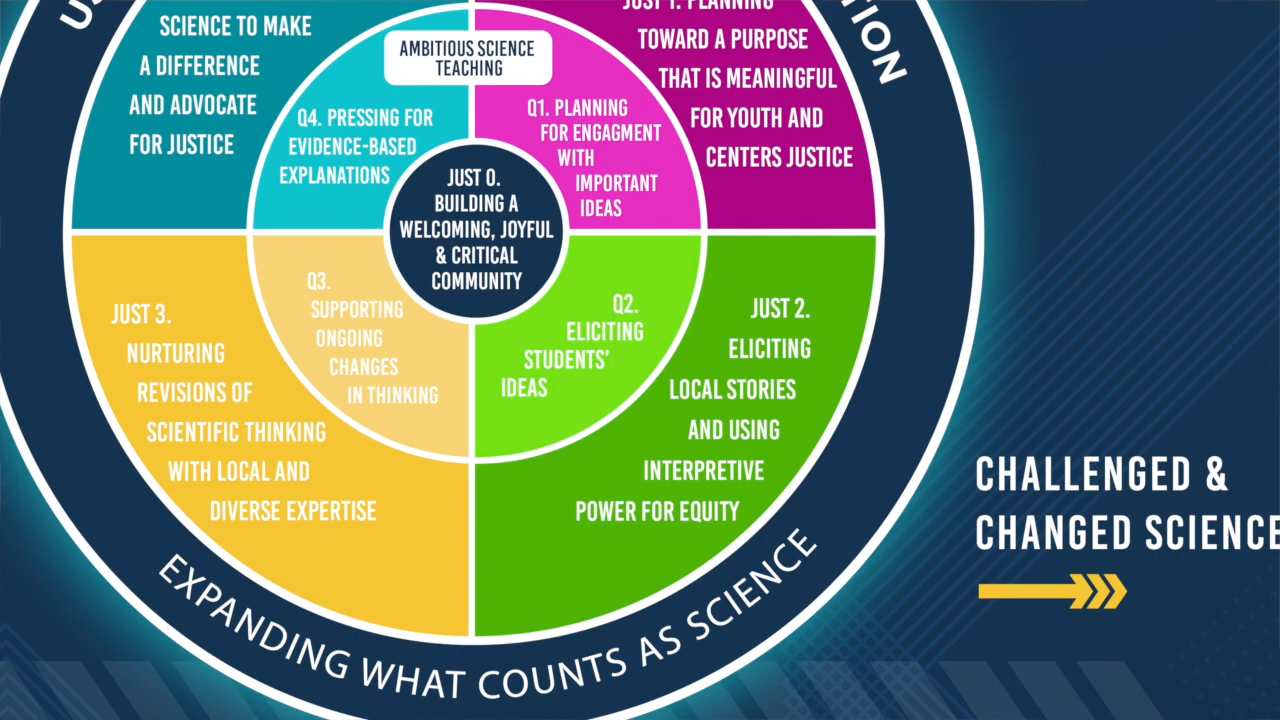 SCIENCE TO MAKE
A DIFFERENCE
AND ADVOCATE
FOR JUSTICE
AMBITIOUS SCIENCE
TEACHING
JUST 1. PLANNING
TOWARD A PURPOSE
THAT IS MEANINGFUL
FOR YOUTH AND
CENTERS JUSTICE
Q4. PRESSING FOR
EVIDENCE-BASED
EXPLANATIONS
Q1. PLANNING
FOR ENGAGMENT
WITH
IMPORTANT
IDEAS
JUST 0.
BUILDING A
WELCOMING, JOYFUL
& CRITICAL
COMMUNITY
JUST 3.
NURTURING
REVISIONS OF
SCIENTIFIC THINKING
WITH LOCAL AND
DIVERSE EXPERTISE
Q3.
SUPPORTING
ONGOING
CHANGES
IN THINKING
Q2.
ELICITING
STUDENTS'
IDEAS
JUST 2.
ELICITING
LOCAL STORIES
AND USING
INTERPRETIVE
POWER FOR EQUITY
EXPANDING WHAT COUNTS AS SCIENCE
CHALLENGED &
CHANGED SCIENCE